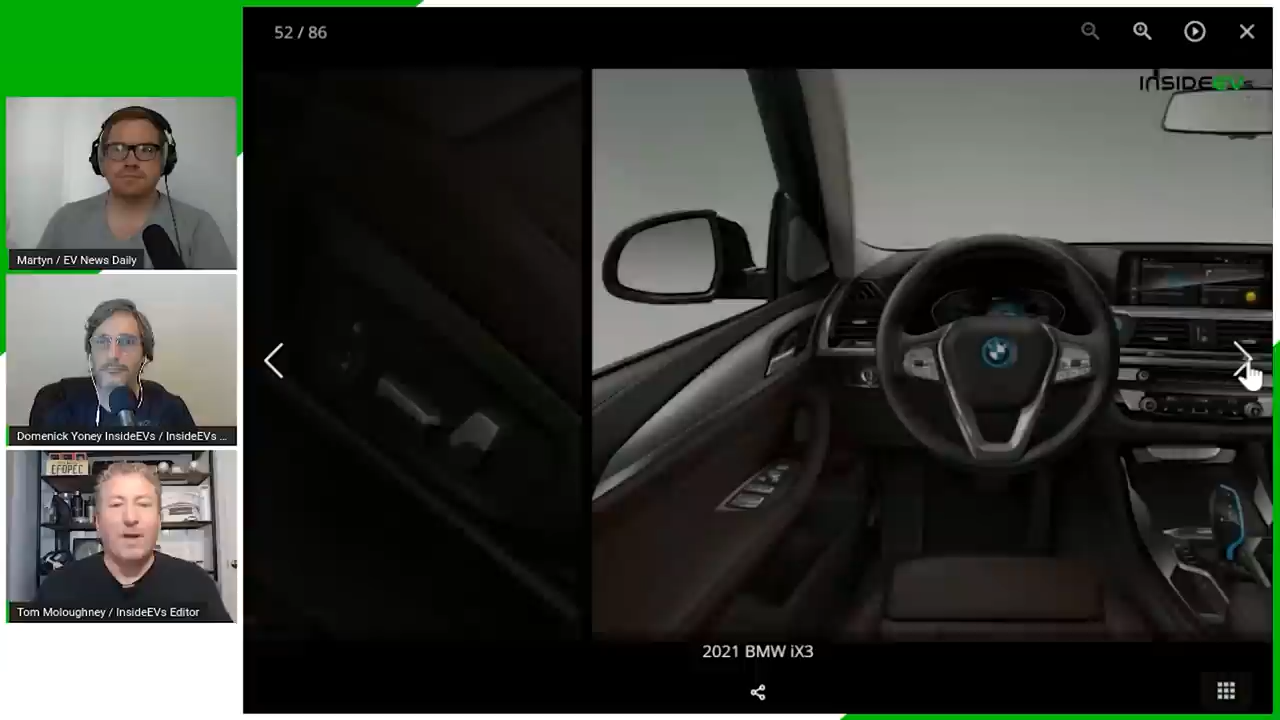 52 / 86
INSIDEEVs
Martyn / EV News Daily
Domenick Yoney InsideEVs / InsideEVs ...
EFOPEC
Tom Moloughney / InsideEVs Editor
2021 BMW iX3